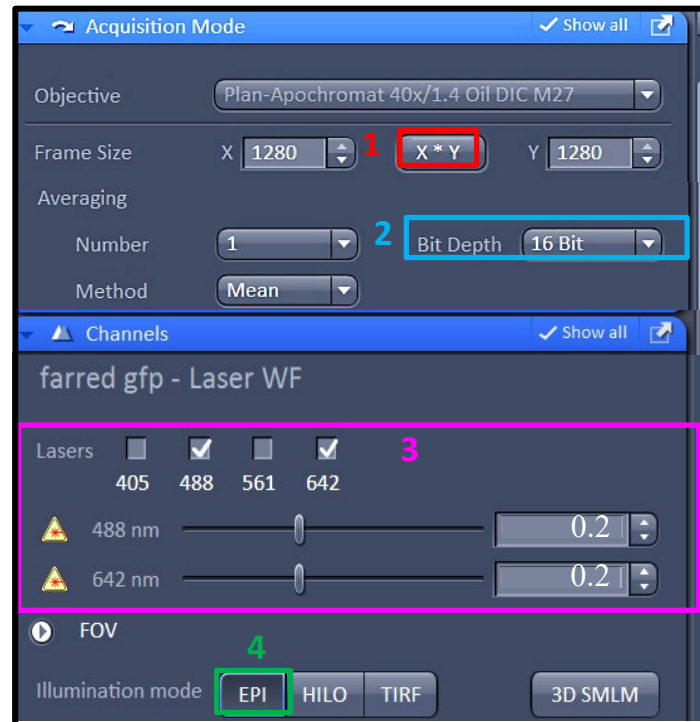 Acquisition Mode Show all
Objective Plan-Apochromat 40x/1.4 Oil DIC M27
Frame Size X 1280 1 X * Y Y 1280
Averaging
Number 1 2 Bit Depth 16 Bit
Method Mean
Channels Show all
farred gfp - Laser WF
Lasers 3
405 488 561 642
488 nm 0.2
642 nm 0.2
FOV
4
Illumination mode EPI HILO TIRF 3D SMLM